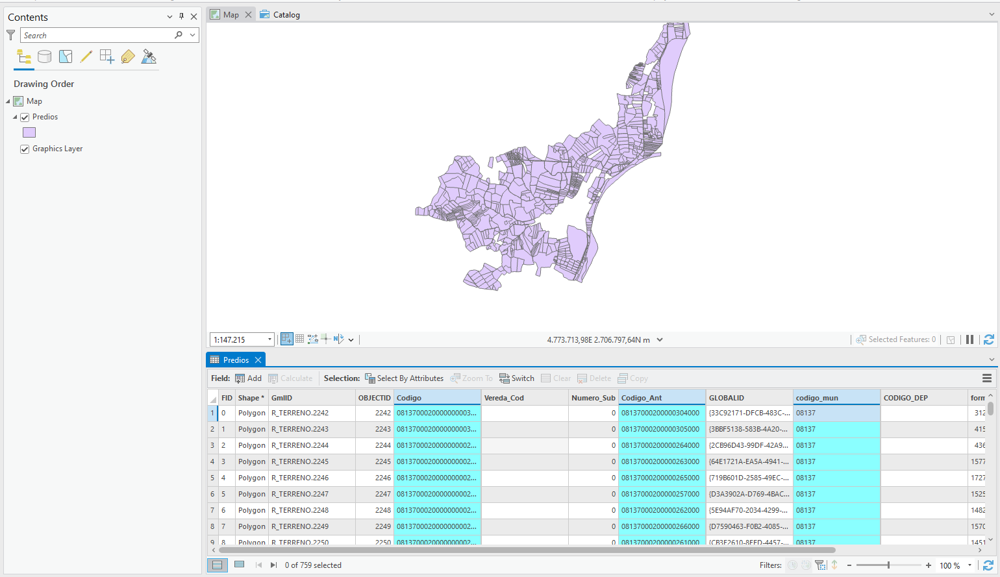 Contents
Search
Drawing Order
Map
Predios
Graphics Layer
Map
Catalog
1:147.215
4.773.713,98E 2.706.797,64N m
Selected Features: 0
Predios
Field: Add Calculate Selection: Select By Attributes Zoom To Switch Clear Delete Copy
FID Shape * GmlID OBJECTID Codigo Vereda_Cod Numero_Sub Codigo_Ant GLOBALID codigo_mun CODIGO_DEP form
1 0 Polygon R_TERRENO.2242 2242 0813700020000000003... 0 08137000200000304000 {33C92171-DFCB-483C-... 08137 312
2 1 Polygon R_TERRENO.2243 2243 0813700020000000003... 0 08137000200000305000 {3BBF5138-583B-4A20-... 08137 415
3 2 Polygon R_TERRENO.2244 2244 0813700020000000002... 0 08137000200000264000 {2CB96D43-99DF-42A9... 08137 436
4 3 Polygon R_TERRENO.2245 2245 0813700020000000002... 0 08137000200000263000 {64E1721A-EA5A-4941-... 08137 1577
5 4 Polygon R_TERRENO.2246 2246 0813700020000000002... 0 08137000200000265000 {719B601D-2585-49EC-... 08137 1727
6 5 Polygon R_TERRENO.2247 2247 0813700020000000002... 0 08137000200000257000 {D3A3902A-D769-4BAC... 08137 1525
7 6 Polygon R_TERRENO.2248 2248 0813700020000000002... 0 08137000200000262000 {5E94AF70-2034-4299-... 08137 1482
8 7 Polygon R_TERRENO.2249 2249 0813700020000000002... 0 08137000200000266000 {D7590463-F0B2-4085-... 08137 1570
9 8 Polygon R_TERRENO.2250 2250 0813700020000000002... 0 08137000200000261000 {CB3F2610-8EED-4457-... 08137 1451
0 of 759 selected
Filters:
100 %